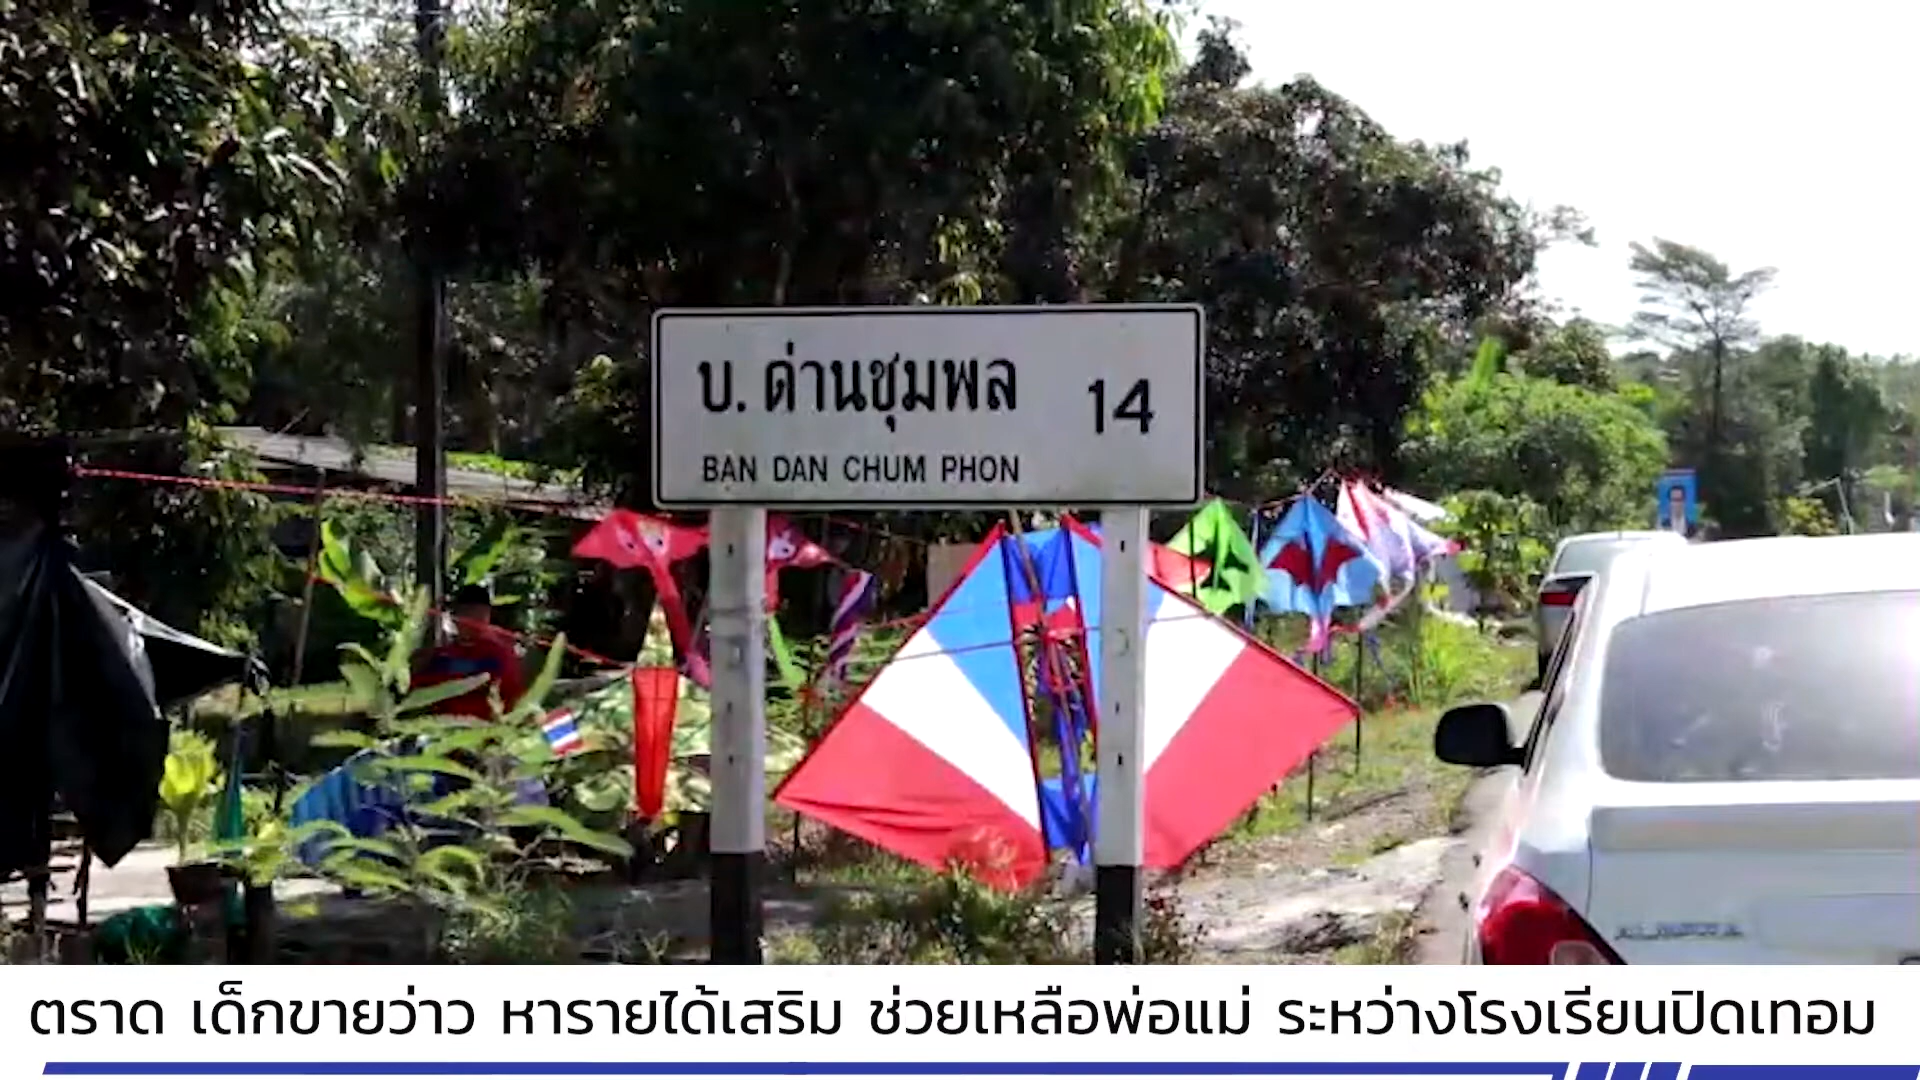 บ. ด่านชุมพล 14
BAN DAN CHUM PHON
ตราด เด็กขายว่าว หารายได้เสริม ช่วยเหลือพ่อแม่ ระหว่างโรงเรียนปิดเทอม